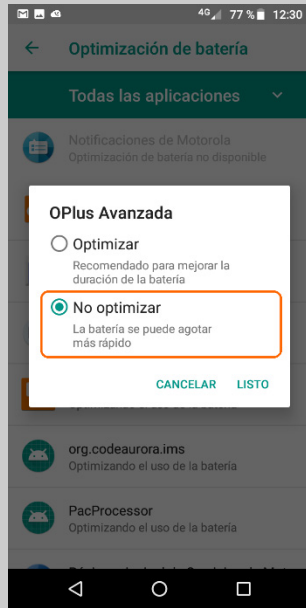 4G 77 % 12:30
Optimización de batería
Todas las aplicaciones
Notificaciones de Motorola
Optimización de batería no disponible
OPlus Avanzada
Optimizar
Recomendado para mejorar la
duración de la batería
No optimizar
La batería se puede agotar
más rápido
CANCELAR LISTO
org.codeaurora.ims
Optimizando el uso de la batería
PacProcessor
Optimizando el uso de la batería